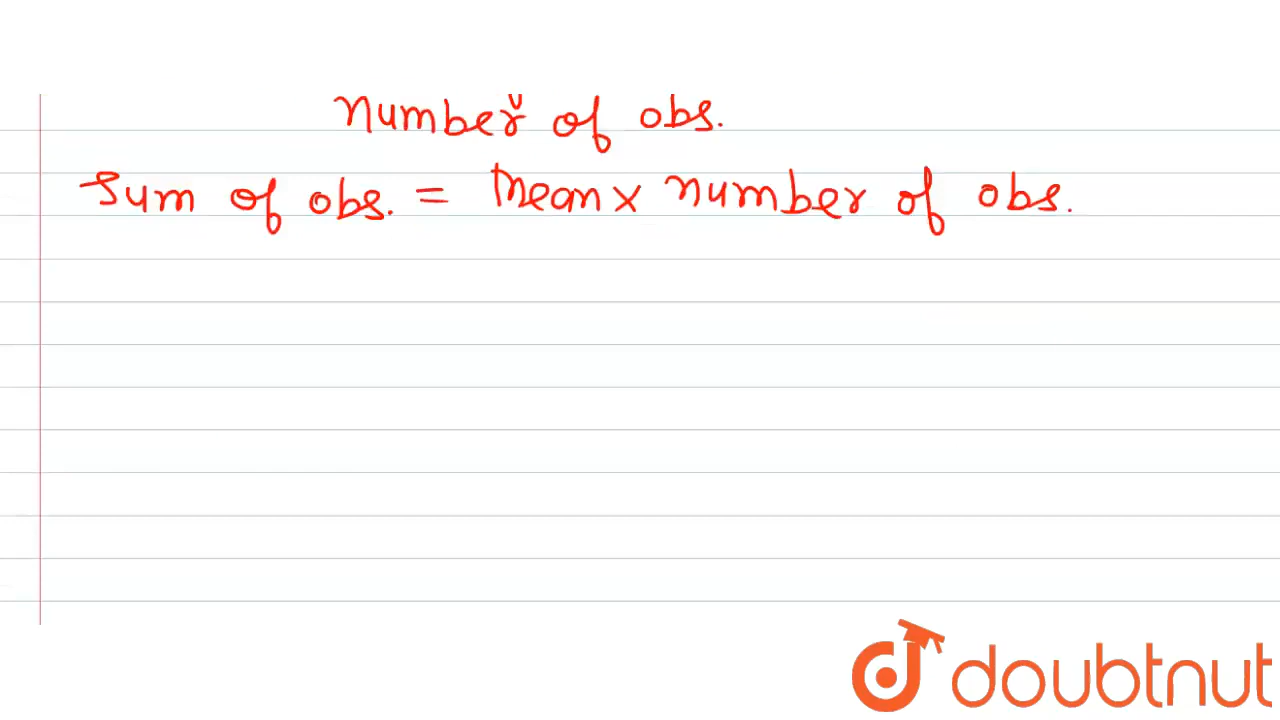 Number of obs.
Sum of obs. = Mean x number of obs.
doubtnut